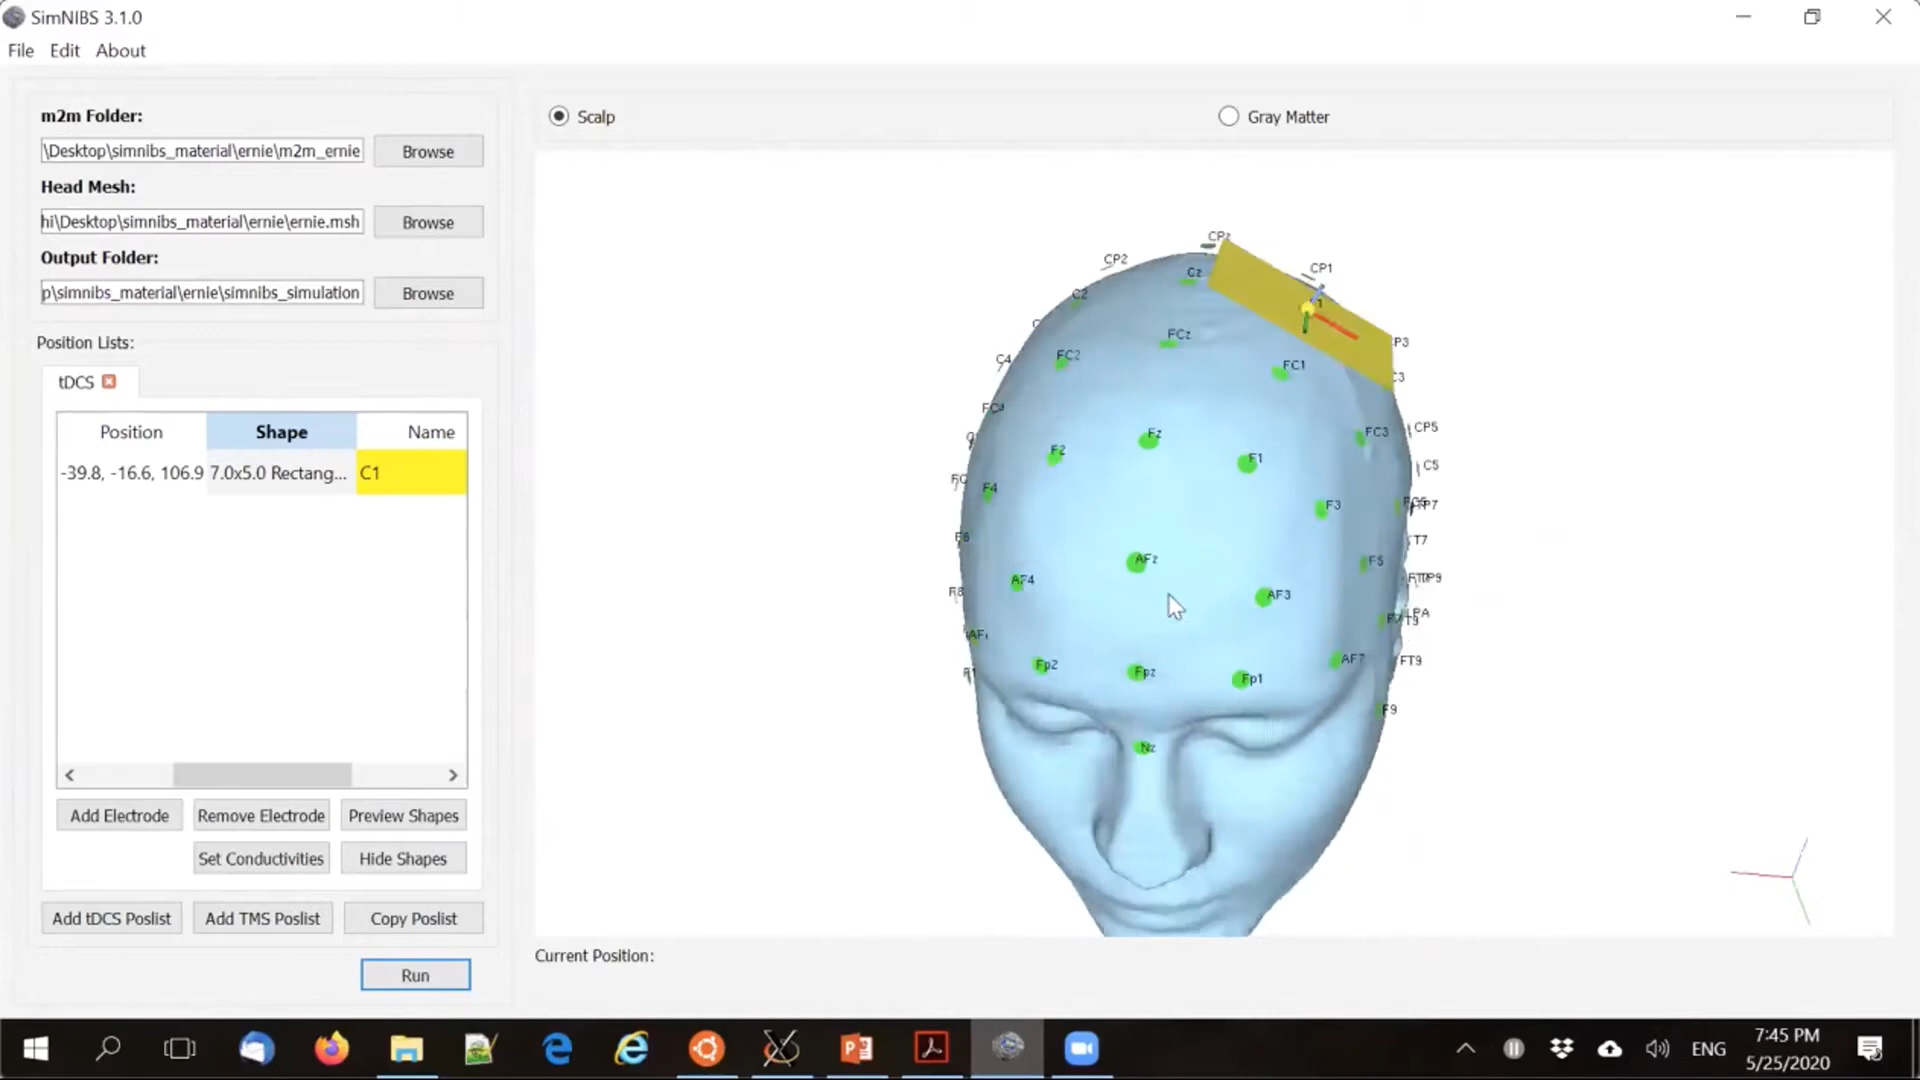 SimNIBS 3.1.0
File Edit About
m2m Folder:
\Desktop\simnibs_material\ernie\m2m_ernie Browse
Head Mesh:
hi\Desktop\simnibs_material\ernie\ernie.msh Browse
Output Folder:
p\simnibs_material\ernie\simnibs_simulation Browse
Position Lists:
tDCS
Position Shape Name
-39.8, -16.6, 106.9 7.0x5.0 Rectang... C1
Add Electrode Remove Electrode Preview Shapes
Set Conductivities Hide Shapes
Add tDCS Poslist Add TMS Poslist Copy Poslist
Run
Scalp Gray Matter
CPz
CP2 CP1
Cz
C2
FCz
CP3
C4 FC2 FC1
C3
FC3 CP5
F2 Fz F1 C5
F4 F3
T7
F6 AFz F5
AF4 AF3
F8
Fp2 Fpz Fp1 AF7 FT9
F9
Nz
Current Position:
ENG
7:45 PM
5/25/2020